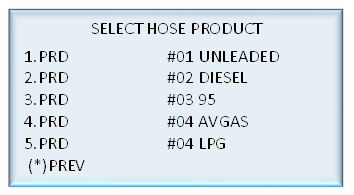 SELECT HOSE PRODUCT
1.PRD #01 UNLEADED
2.PRD #02 DIESEL
3.PRD #03 95
4.PRD #04 AVGAS
5.PRD #04 LPG
(*)PREV